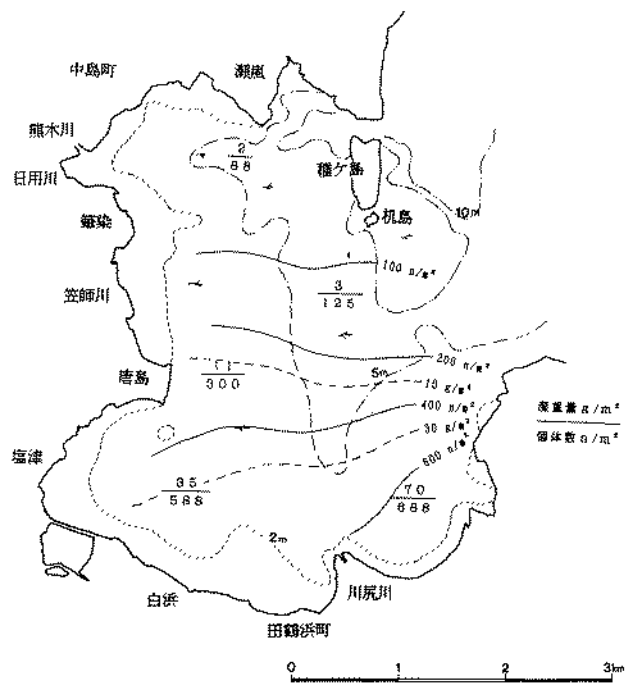 中島町
瀬嵐
熊木川
日用川
種ケ島
机島
10m
笠師川
100 n/m²
2
88
3
125
200 n/m²
唐島
11
300
5m
10 g/m²
400 n/m²
30 g/m²
600 n/m²
湿重量 g/m²
個体数 n/m²
塩津
35
588
70
688
2m
白浜
川尻川
田鶴浜町
0
1
2
3km